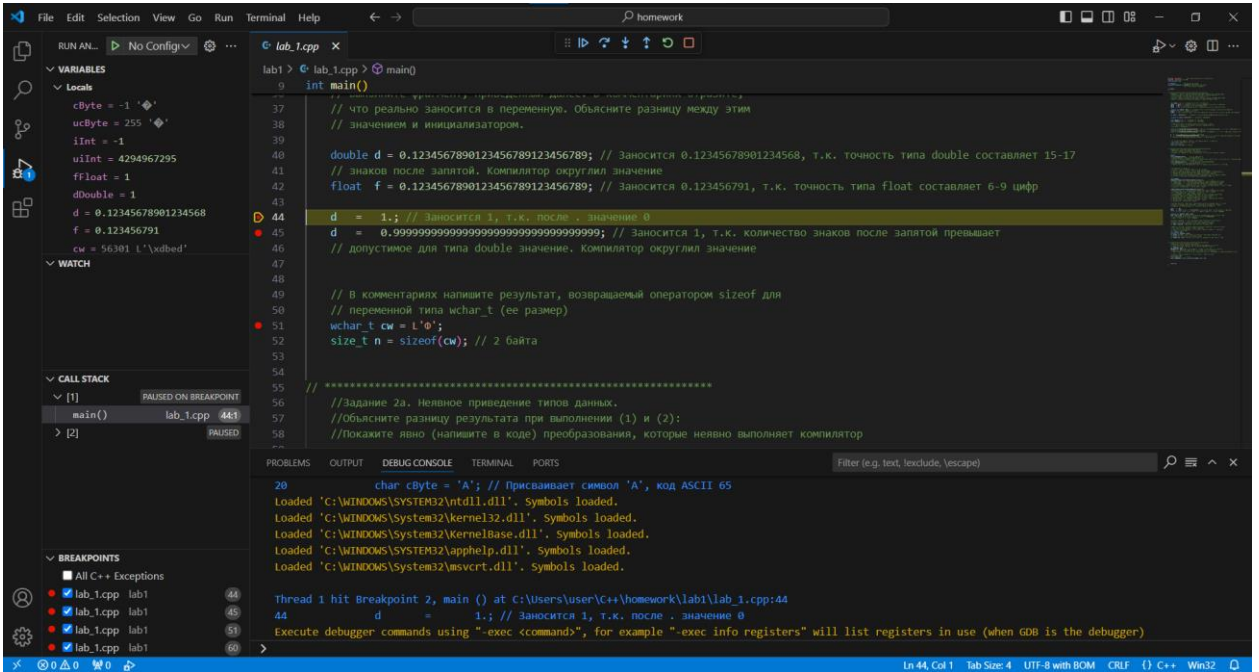 File Edit Selection View Go Run Terminal Help
homework
RUN AN... No Configi
lab_1.cpp
VARIABLES
Locals
cByte = -1 '�'
ucByte = 255 '�'
iInt = -1
uiInt = 4294967295
fFloat = 1
dDouble = 1
d = 0.12345678901234568
f = 0.123456791
cw = 56301 L'\xdbed'
WATCH
CALL STACK
[1] PAUSED ON BREAKPOINT
main() lab_1.cpp 44:1
[2] PAUSED
BREAKPOINTS
All C++ Exceptions
lab_1.cpp lab1 44
lab_1.cpp lab1 45
lab_1.cpp lab1 51
lab_1.cpp lab1 60
lab1 > lab_1.cpp > main()
9 int main()
37 // что реально заносится в переменную. Объясните разницу между этим
38 // значением и инициализатором.
39
40 double d = 0.123456789012345678912345 6789; // Заносится 0.12345678901234568, т.к. точность типа double составляет 15-17
41 // знаков после запятой. Компилятор округлил значение
42 float f = 0.1234567890123456789123456789; // Заносится 0.123456791, т.к. точность типа float составляет 6-9 цифр
43
44 d = 1.; // Заносится 1, т.к. после . значение 0
45 d = 0.99999999999999999999999999999999; // Заносится 1, т.к. количество знаков после запятой превышает
46 // допустимое для типа double значение. Компилятор округлил значение
47
48
49 // В комментариях напишите результат, возвращаемый оператором sizeof для
50 // переменной типа wchar_t (ее размер)
51 wchar_t cw = L'Ф';
52 size_t n = sizeof(cw); // 2 байта
53
54
55 // **************************************************************
56 //Задание 2a. Неявное приведение типов данных.
57 //Объясните разницу результата при выполнении (1) и (2):
58 //Покажите явно (напишите в коде) преобразования, которые неявно выполняет компилятор
PROBLEMS OUTPUT DEBUG CONSOLE TERMINAL PORTS
Filter (e.g. text, !exclude, \escape)
20 char cByte = 'A'; // Присваивает символ 'A', код ASCII 65
Loaded 'C:\WINDOWS\SYSTEM32\ntdll.dll'. Symbols loaded.
Loaded 'C:\WINDOWS\System32\kernel32.dll'. Symbols loaded.
Loaded 'C:\WINDOWS\System32\KernelBase.dll'. Symbols loaded.
Loaded 'C:\WINDOWS\SYSTEM32\apphelp.dll'. Symbols loaded.
Loaded 'C:\WINDOWS\System32\msvcrt.dll'. Symbols loaded.
Thread 1 hit Breakpoint 2, main () at C:\Users\user\C++\homework\lab1\lab_1.cpp:44
44 d = 1.; // Заносится 1, т.к. после . значение 0
Execute debugger commands using "-exec <command>", for example "-exec info registers" will list registers in use (when GDB is the debugger)
>
0 0 0 Ln 44, Col 1 Tab Size: 4 UTF-8 with BOM CRLF {} C++ Win32